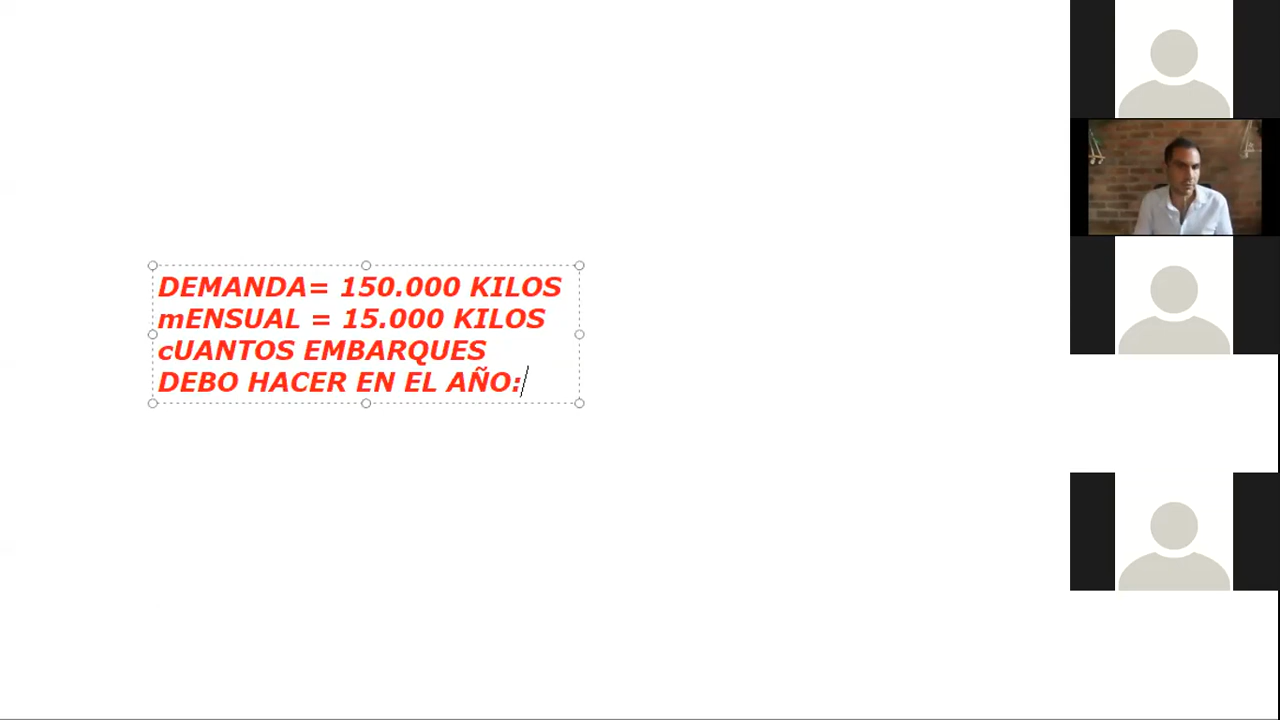 DEMANDA= 150.000 KILOS
mENSUAL = 15.000 KILOS
cUANTOS EMBARQUES
DEBO HACER EN EL AÑO: